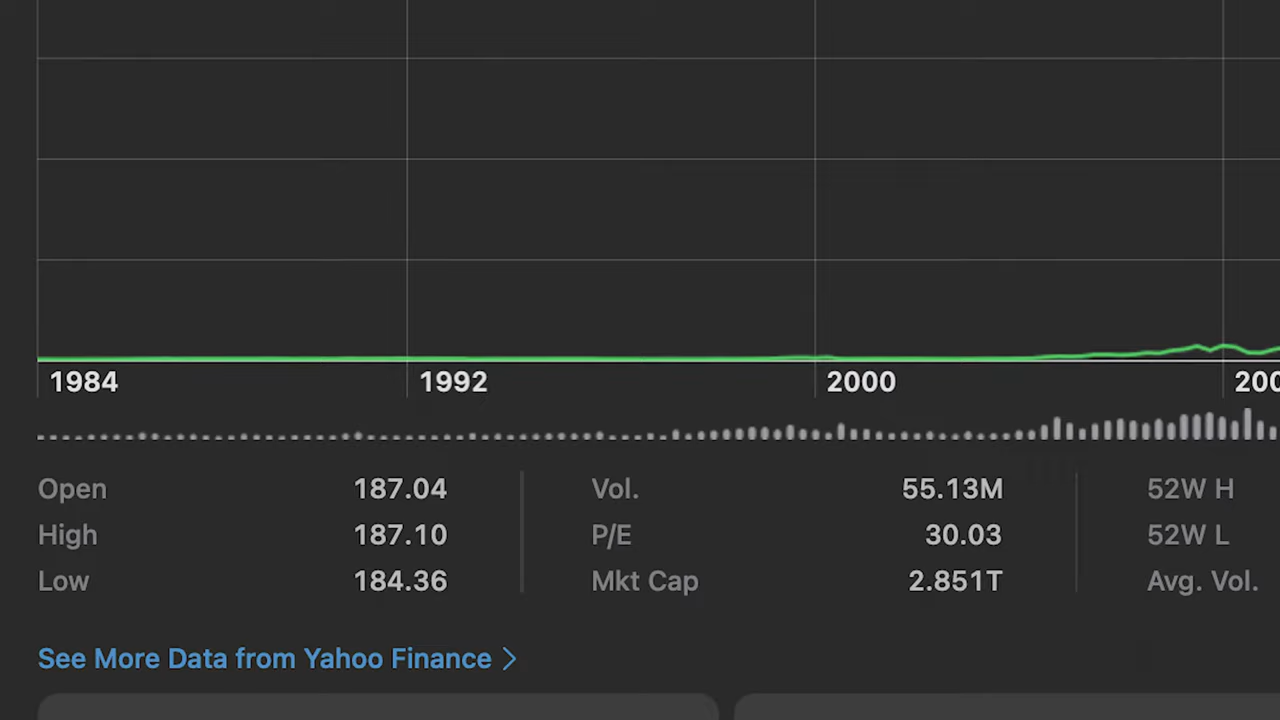 1984 1992 2000 200
Open 187.04 Vol. 55.13M 52W H
High 187.10 P/E 30.03 52W L
Low 184.36 Mkt Cap 2.851T Avg. Vol.
See More Data from Yahoo Finance >